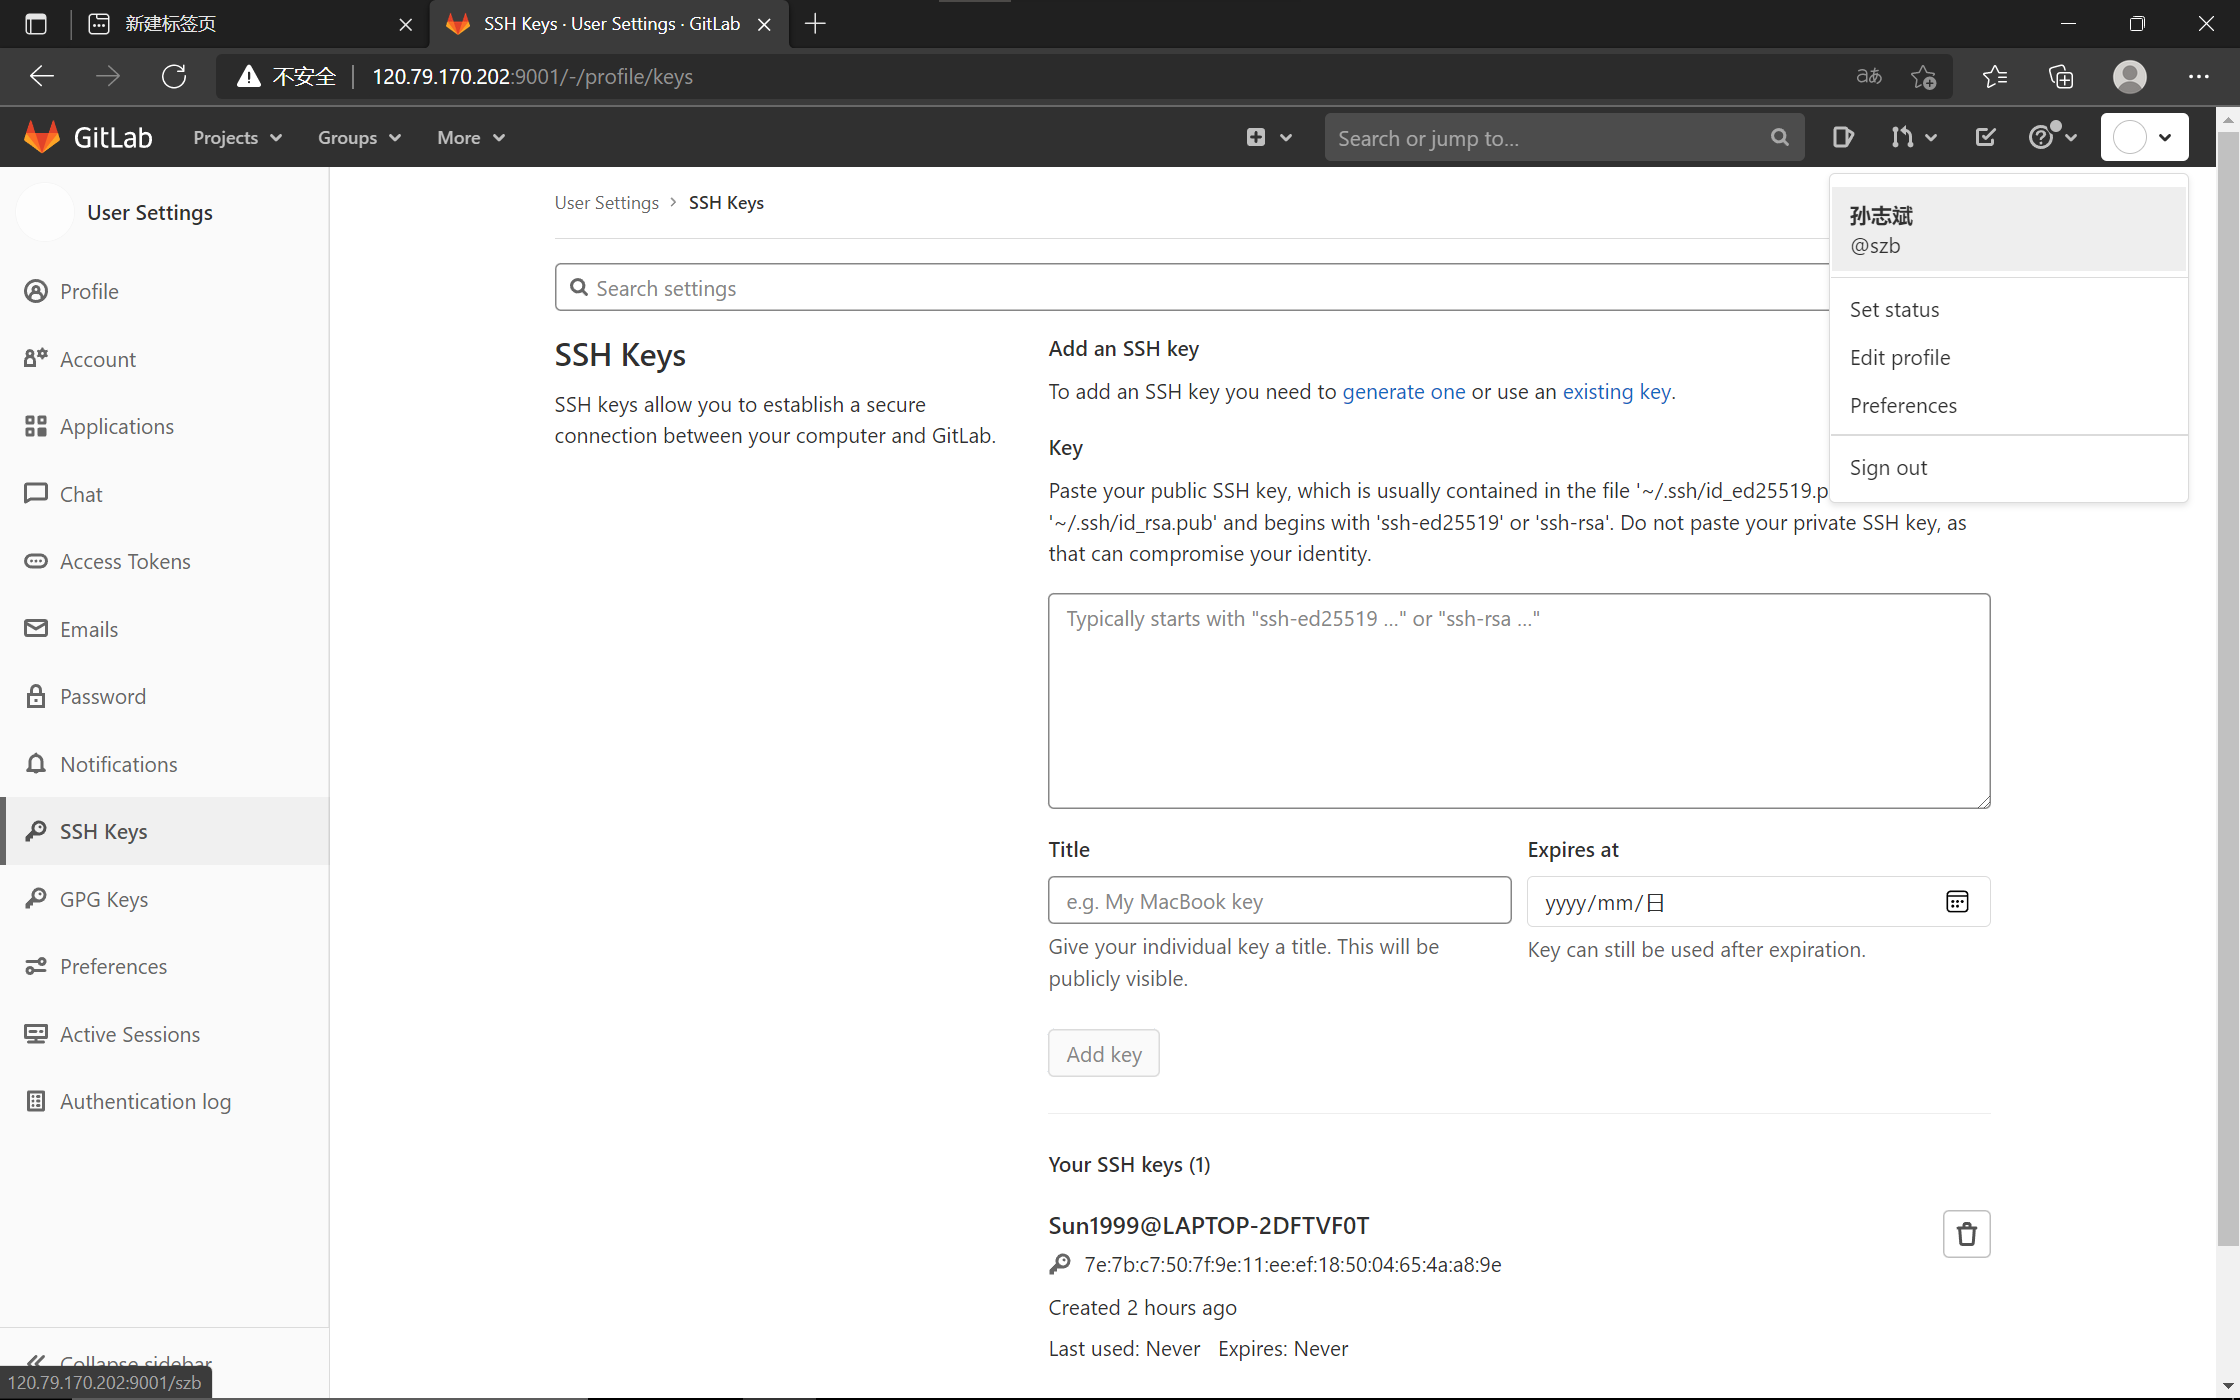 新建标签页
SSH Keys · User Settings · GitLab
不安全
120.79.170.202:9001/-/profile/keys
aあ
GitLab
Projects
Groups
More
Search or jump to...
User Settings
Profile
Account
Applications
Chat
Access Tokens
Emails
Password
Notifications
SSH Keys
GPG Keys
Preferences
Active Sessions
Authentication log
Collapse sidebar
120.79.170.202:9001/szb
User Settings > SSH Keys
Search settings
SSH Keys
SSH keys allow you to establish a secure
connection between your computer and GitLab.
Add an SSH key
To add an SSH key you need to generate one or use an existing key.
Key
Paste your public SSH key, which is usually contained in the file '~/.ssh/id_ed25519.p
'~/.ssh/id_rsa.pub' and begins with 'ssh-ed25519' or 'ssh-rsa'. Do not paste your private SSH key, as
that can compromise your identity.
Typically starts with "ssh-ed25519 ..." or "ssh-rsa ..."
Title
e.g. My MacBook key
Give your individual key a title. This will be
publicly visible.
Expires at
yyyy/mm/日
Key can still be used after expiration.
Add key
Your SSH keys (1)
Sun1999@LAPTOP-2DFTVF0T
7e:7b:c7:50:7f:9e:11:ee:ef:18:50:04:65:4a:a8:9e
Created 2 hours ago
Last used: Never Expires: Never
孙志斌
@szb
Set status
Edit profile
Preferences
Sign out